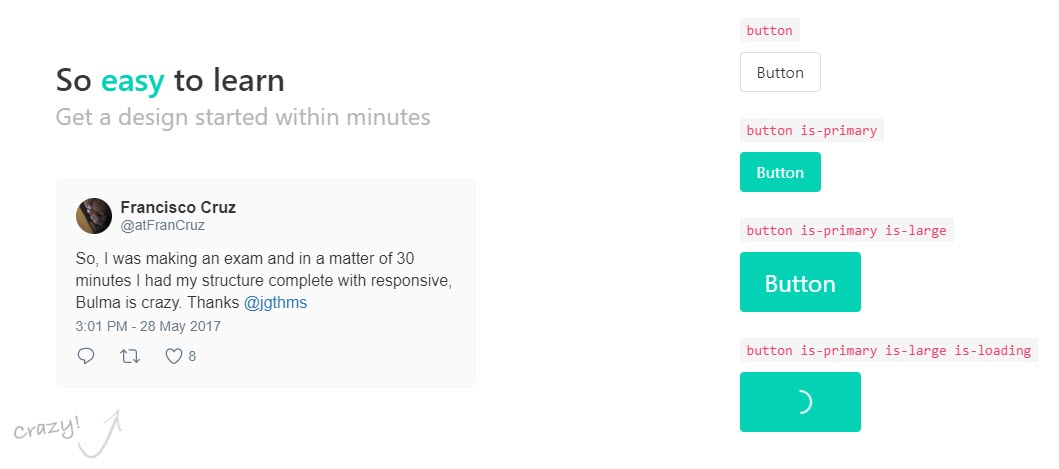 So easy to learn
Get a design started within minutes
Francisco Cruz
@atFranCruz
So, I was making an exam and in a matter of 30
minutes I had my structure complete with responsive,
Bulma is crazy. Thanks @jgthms
3:01 PM - 28 May 2017
8
crazy!
button
Button
button is-primary
Button
button is-primary is-large
Button
button is-primary is-large is-loading